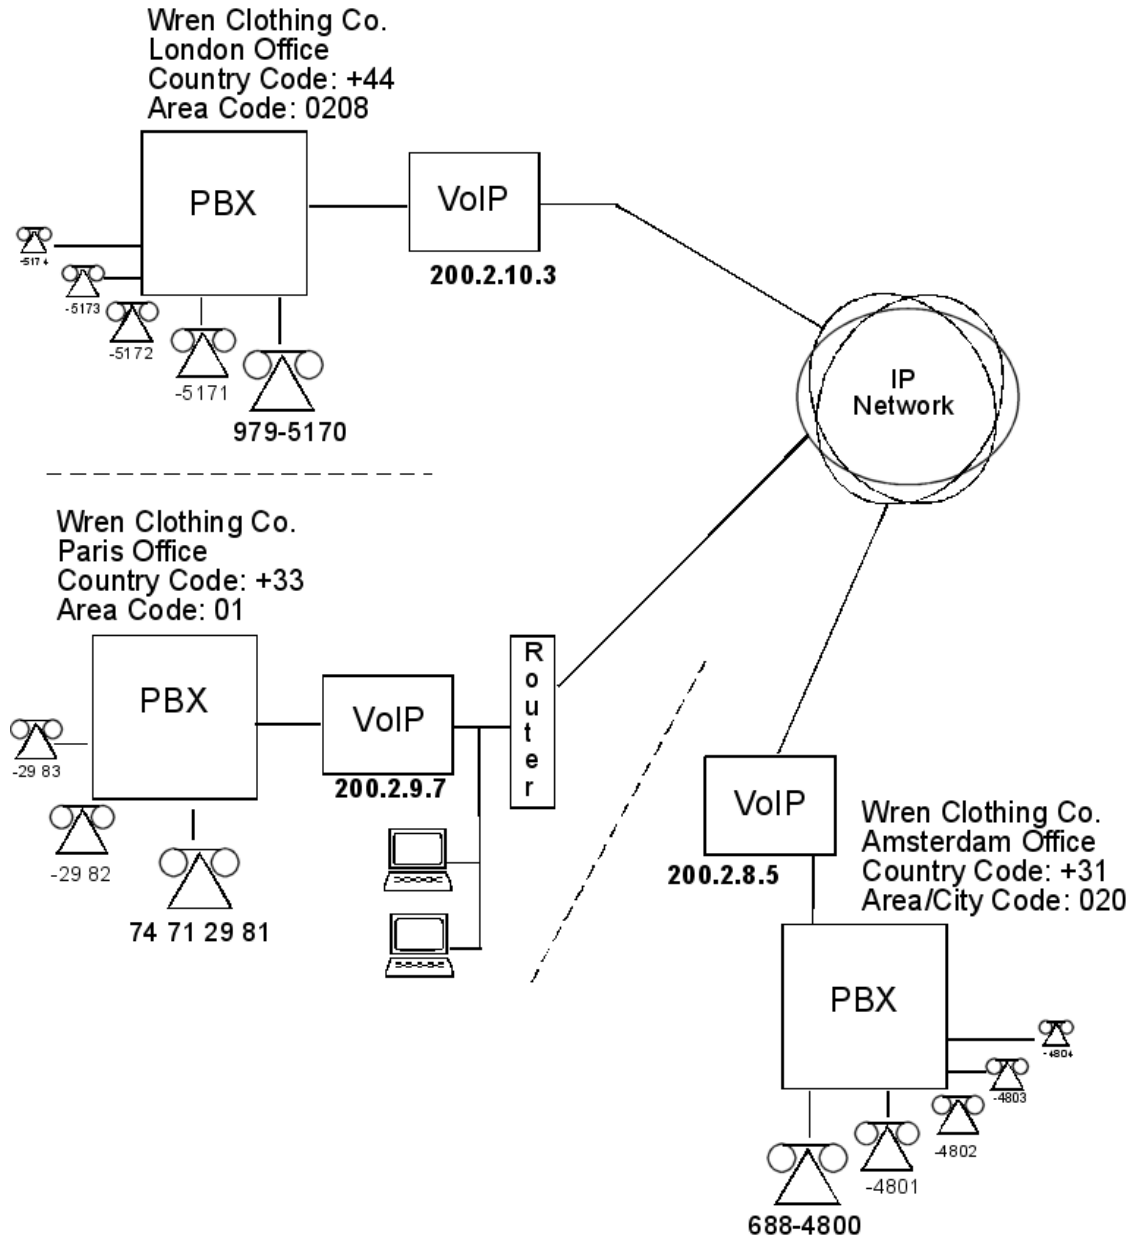 Wren Clothing Co.
London Office
Country Code: +44
Area Code: 0208
PBX
VoIP
200.2.10.3
-5174
-5173
-5172
-5171
979-5170
IP
Network
Wren Clothing Co.
Paris Office
Country Code: +33
Area Code: 01
PBX
VoIP
200.2.9.7
Router
-29 83
-29 82
74 71 29 81
VoIP
200.2.8.5
Wren Clothing Co.
Amsterdam Office
Country Code: +31
Area/City Code: 020
PBX
-4804
-4803
-4802
-4801
688-4800